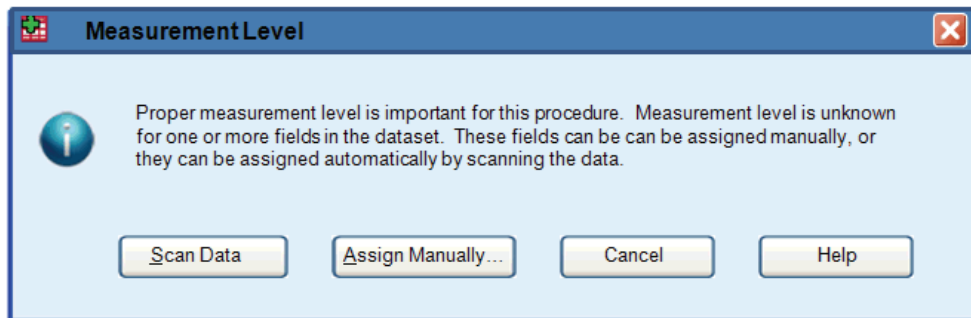 Measurement Level
Proper measurement level is important for this procedure. Measurement level is unknown
for one or more fields in the dataset. These fields can be can be assigned manually, or
they can be assigned automatically by scanning the data.
Scan Data Assign Manually... Cancel Help